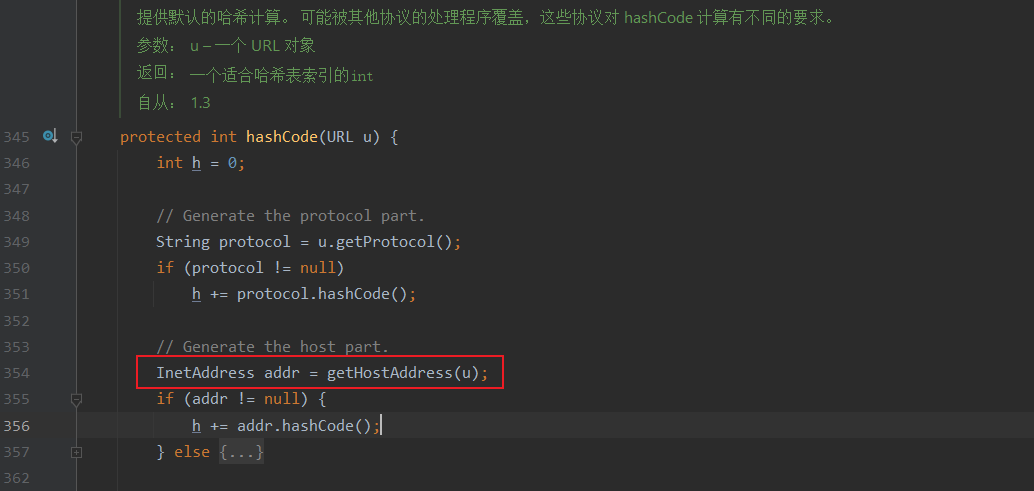 提供默认的哈希计算。 可能被其他协议的处理程序覆盖，这些协议对 hashCode 计算有不同的要求。
参数： u – 一个 URL 对象
返回： 一个适合哈希表索引的int
自从： 1.3
345 protected int hashCode(URL u) {
346 int h = 0;
347
348 // Generate the protocol part.
349 String protocol = u.getProtocol();
350 if (protocol != null)
351 h += protocol.hashCode();
352
353 // Generate the host part.
354 InetAddress addr = getHostAddress(u);
355 if (addr != null) {
356 h += addr.hashCode();
357 } else {...}
362